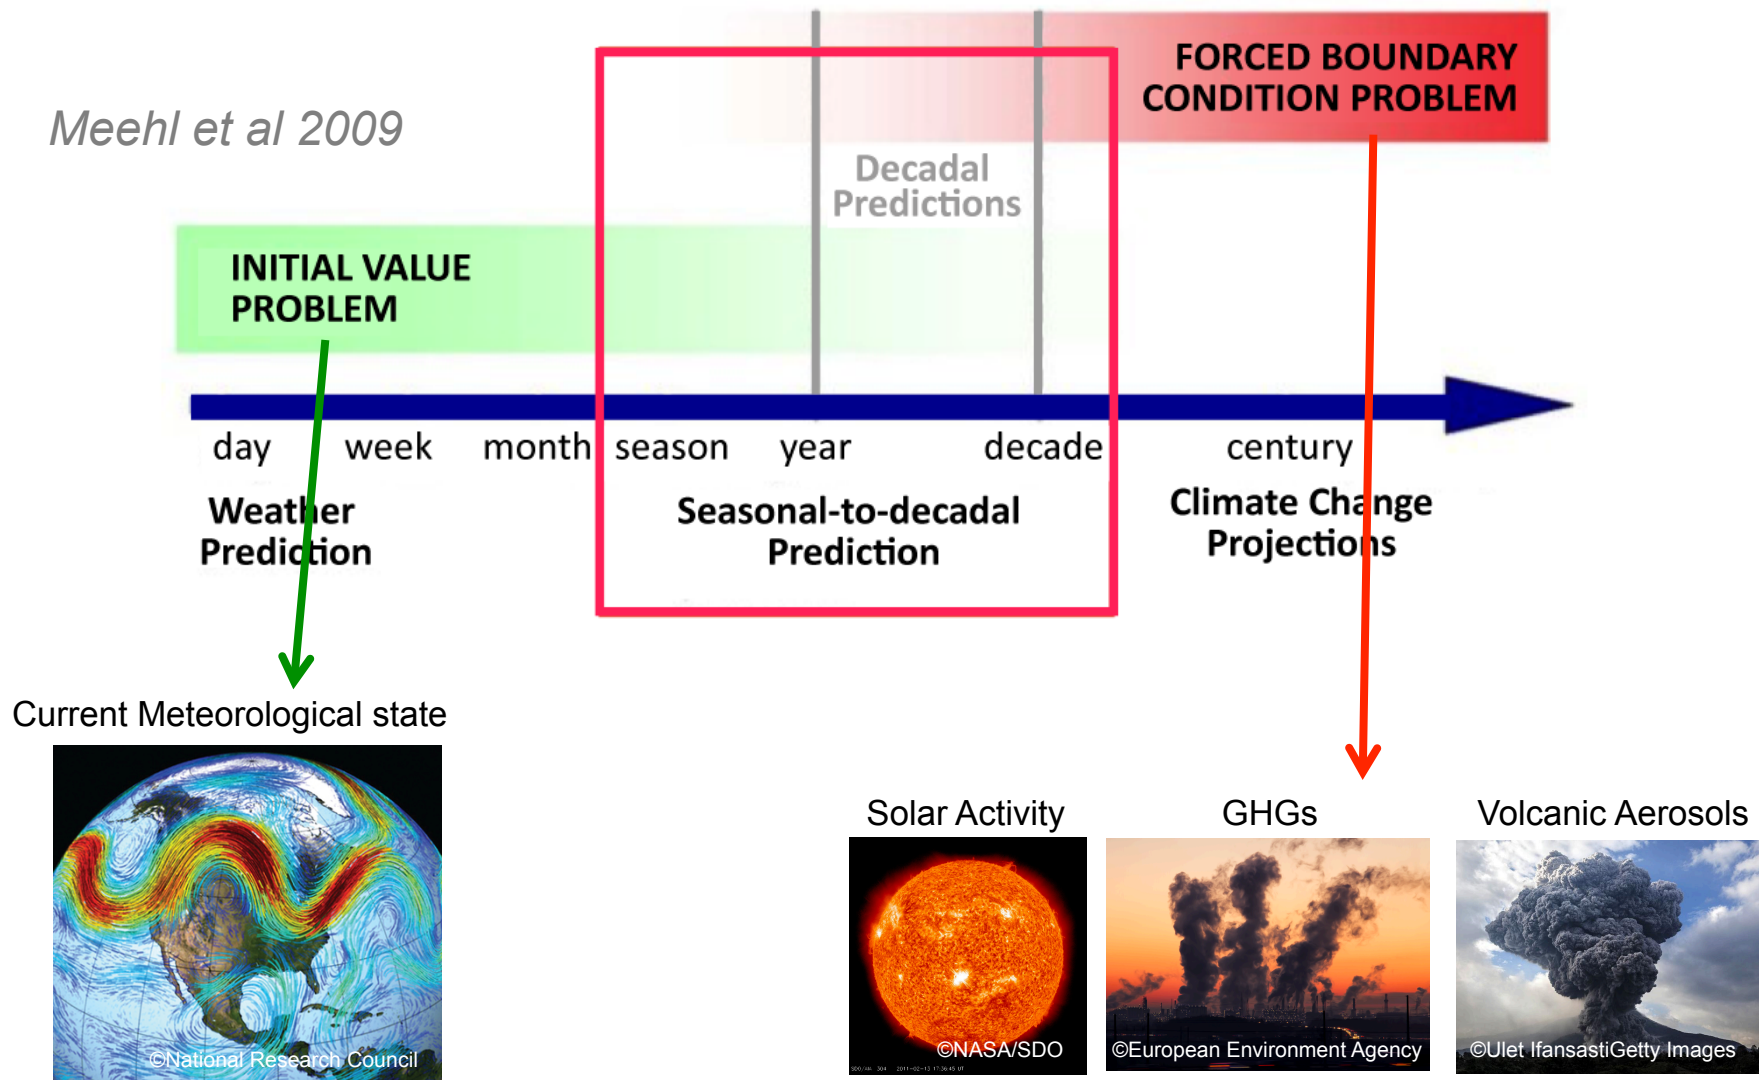 FORCED BOUNDARY
CONDITION PROBLEM
Meehl et al 2009
Decadal
Predictions
INITIAL VALUE
PROBLEM
day week month season year decade century
Weather
Prediction
Seasonal-to-decadal
Prediction
Climate Change
Projections
Current Meteorological state
©National Research Council
Solar Activity
GHGs
Volcanic Aerosols
©NASA/SDO
©European Environment Agency
©Ulet IfansastiGetty Images